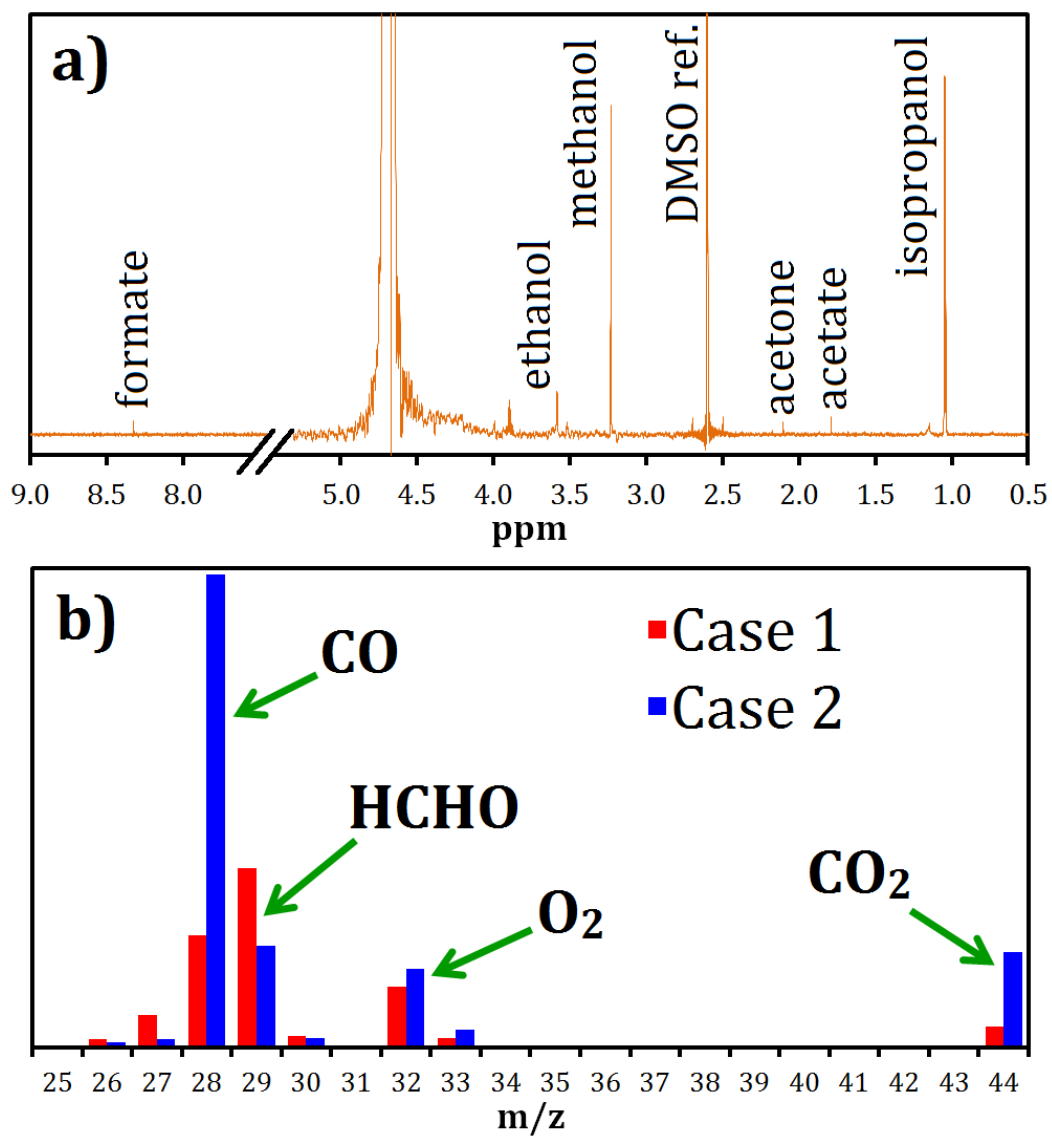 a)
formate
ethanol
methanol
DMSO ref.
acetone
acetate
isopropanol
9.0 8.5 8.0 5.0 4.5 4.0 3.5 3.0 2.5 2.0 1.5 1.0 0.5
ppm
b)
Case 1
Case 2
CO
HCHO
O₂
CO₂
25 26 27 28 29 30 32 33 34 35 36 37 38 39 40 41 42 43 44
m/z